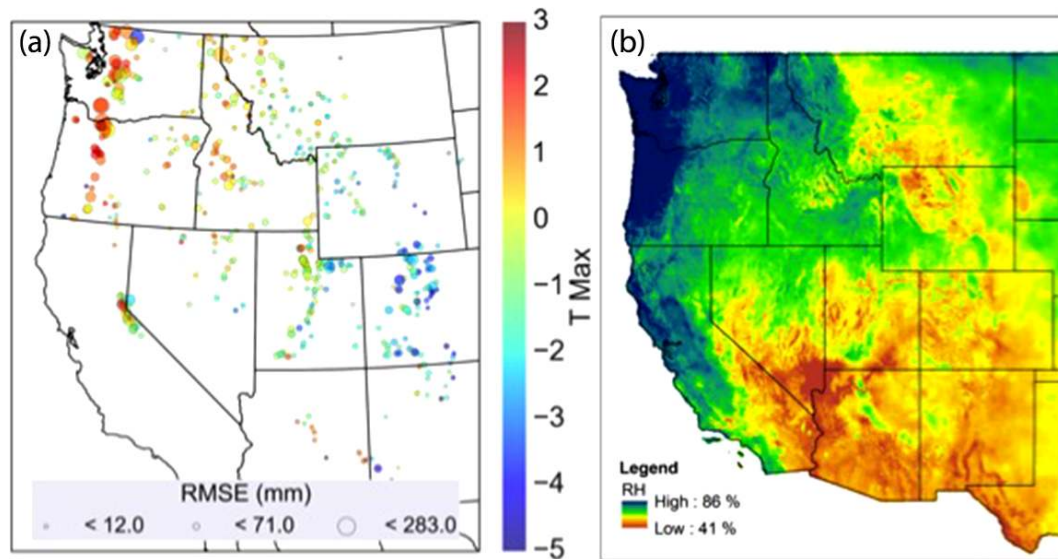 (a)
RMSE (mm)
< 12.0
< 71.0
< 283.0
3
2
1
0
−1
−2
−3
−4
−5
T Max
(b)
Legend
RH
High : 86 %
Low : 41 %